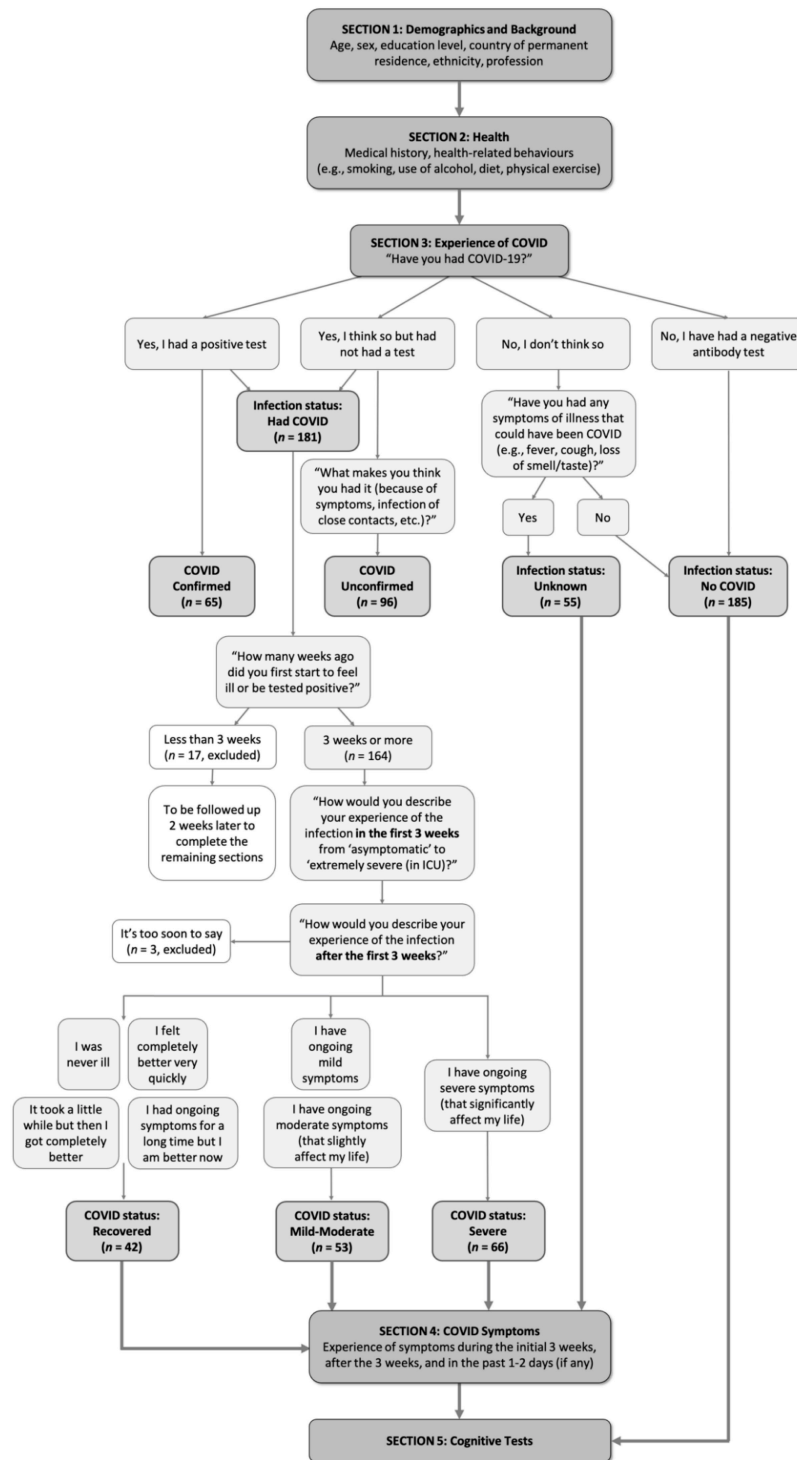 SECTION 1: Demographics and Background
Age, sex, education level, country of permanent
residence, ethnicity, profession
SECTION 2: Health
Medical history, health-related behaviours
(e.g., smoking, use of alcohol, diet, physical exercise)
SECTION 3: Experience of COVID
“Have you had COVID-19?”
Yes, I had a positive test
Yes, I think so but had
not had a test
No, I don’t think so
No, I have had a negative
antibody test
Infection status:
Had COVID
(n = 181)
“Have you had any
symptoms of illness that
could have been COVID
(e.g., fever, cough, loss
of smell/taste)?”
“What makes you think
you had it (because of
symptoms, infection of
close contacts, etc.)?”
Yes
No
COVID
Confirmed
(n = 65)
COVID
Unconfirmed
(n = 96)
Infection status:
Unknown
(n = 55)
Infection status:
No COVID
(n = 185)
“How many weeks ago
did you first start to feel
ill or be tested positive?”
Less than 3 weeks
(n = 17, excluded)
3 weeks or more
(n = 164)
To be followed up
2 weeks later to
complete the
remaining sections
“How would you describe
your experience of the
infection in the first 3 weeks
from ‘asymptomatic’ to
‘extremely severe (in ICU)?”
It’s too soon to say
(n = 3, excluded)
“How would you describe your
experience of the infection
after the first 3 weeks?”
I was
never ill
I felt
completely
better very
quickly
It took a little
while but then I
got completely
better
I had ongoing
symptoms for a
long time but I
am better now
I have
ongoing
mild
symptoms
I have ongoing
moderate symptoms
(that slightly
affect my life)
I have ongoing
severe symptoms
(that significantly
affect my life)
COVID status:
Recovered
(n = 42)
COVID status:
Mild-Moderate
(n = 53)
COVID status:
Severe
(n = 66)
SECTION 4: COVID Symptoms
Experience of symptoms during the initial 3 weeks,
after the 3 weeks, and in the past 1-2 days (if any)
SECTION 5: Cognitive Tests